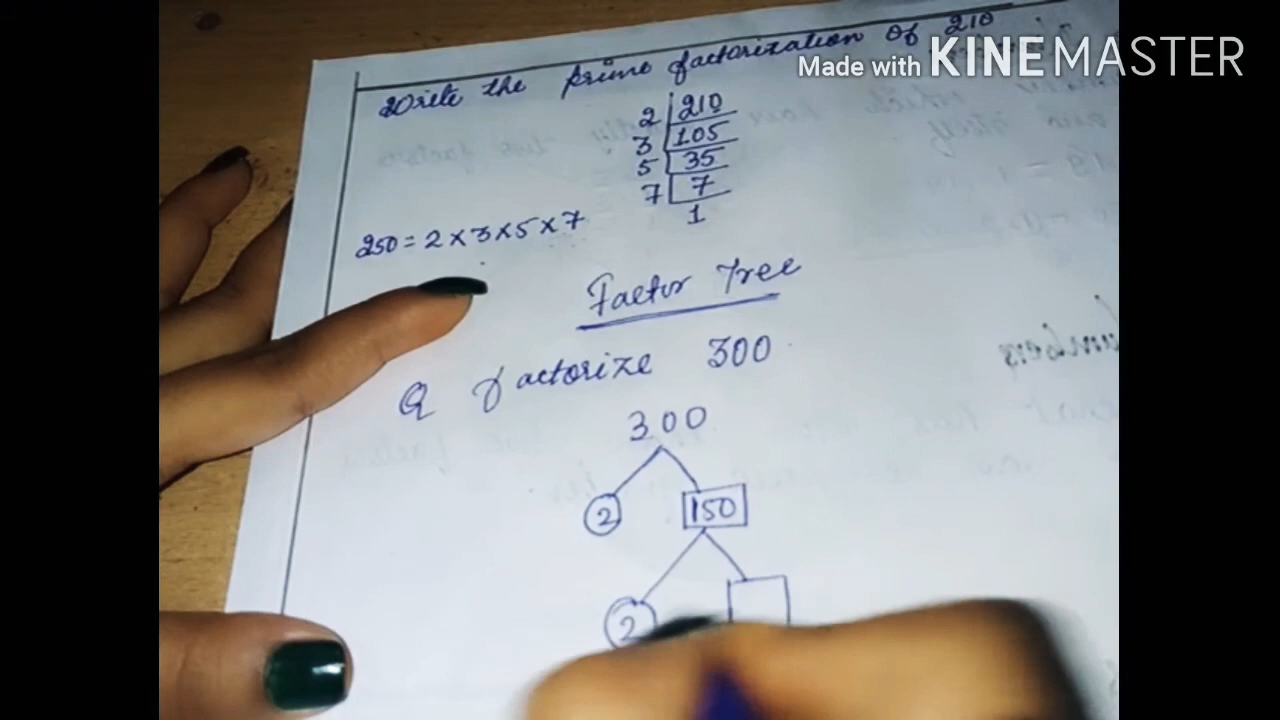 Made with KINEMASTER
Write the prime factorization of 210
2 210
3 105
5 35
7 7
1
250 = 2 × 3 × 5 × 7
Factor Tree
Q factorize 300
300
2 150
2